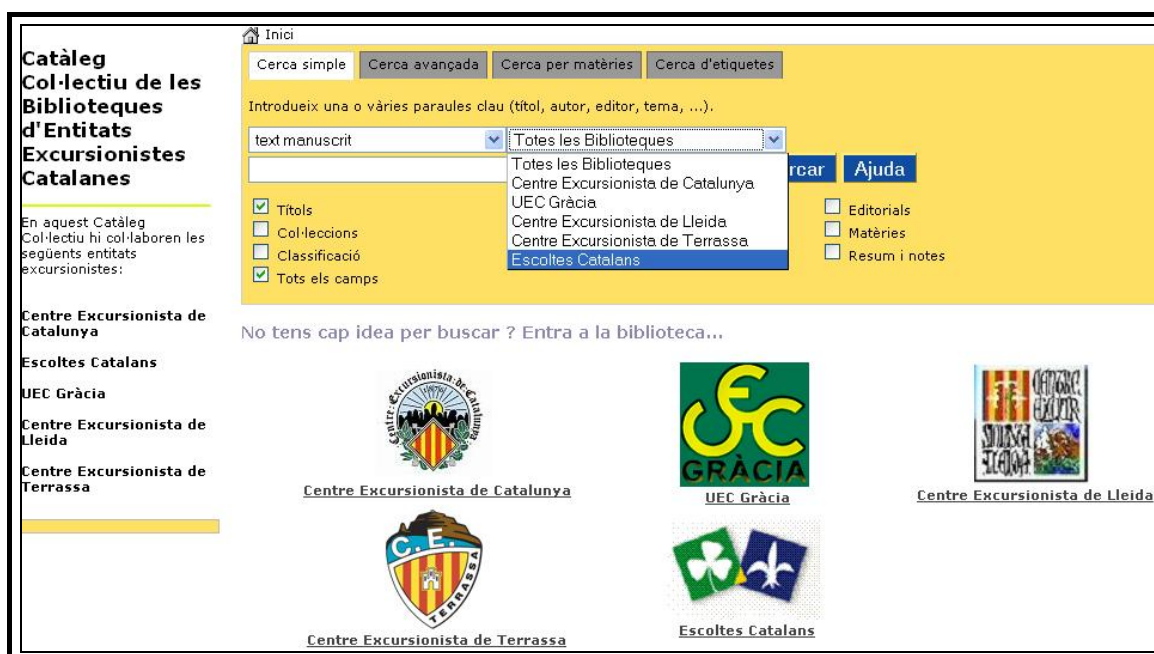 Catàleg
Col·lectiu de les
Biblioteques
d'Entitats
Excursionistes
Catalanes
En aquest Catàleg
Col·lectiu hi col·laboren les
següents entitats
excursionistes:
Centre Excursionista de
Catalunya
Escoltes Catalans
UEC Gràcia
Centre Excursionista de
Lleida
Centre Excursionista de
Terrassa
Inici
Cerca simple Cerca avançada Cerca per matèries Cerca d'etiquetes
Introdueix una o vàries paraules clau (títol, autor, editor, tema, ...).
text manuscrit Totes les Biblioteques
Totes les Biblioteques
Centre Excursionista de Catalunya
UEC Gràcia
Centre Excursionista de Lleida
Centre Excursionista de Terrassa
Escoltes Catalans
rcar Ajuda
Títols Editorials
Col·leccions Matèries
Classificació Resum i notes
Tots els camps
No tens cap idea per buscar ? Entra a la biblioteca...
Centre Excursionista de Catalunya
Centre Excursionista de Catalunya
UEC
GRÀCIA
UEC Gràcia
Centre Excursionista de Lleida
C.E.
TERRASSA
Centre Excursionista de Terrassa
Escoltes Catalans